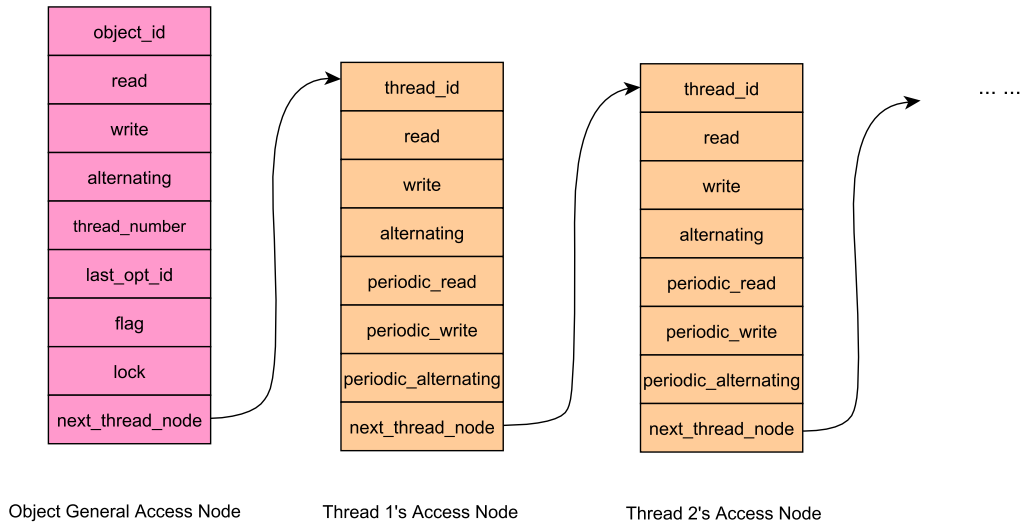 object_id
read
write
alternating
thread_number
last_opt_id
flag
lock
next_thread_node
Object General Access Node
thread_id
read
write
alternating
periodic_read
periodic_write
periodic_alternating
next_thread_node
Thread 1's Access Node
thread_id
read
write
alternating
periodic_read
periodic_write
periodic_alternating
next_thread_node
Thread 2's Access Node
... ...